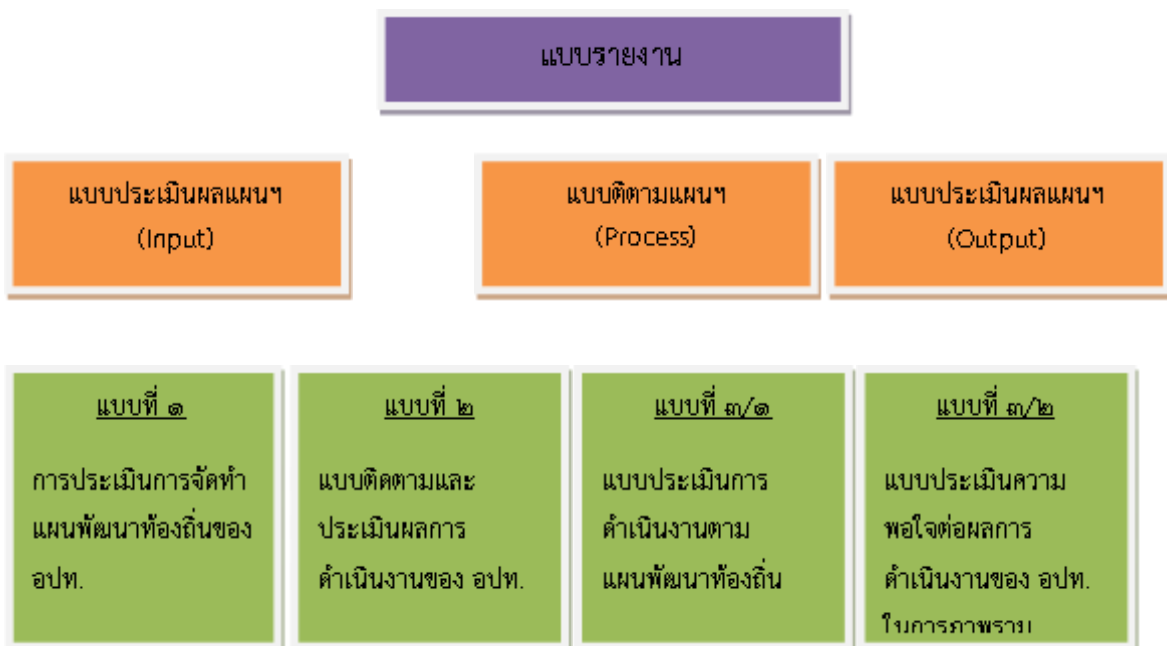 แบบรายงาน
แบบประเมินผลแผนฯ
(Input)
แบบติตามแผนฯ
(Process)
แบบประเมินผลแผนฯ
(Output)
แบบที่ ๑
การประเมินการจัดทำ
แผนพัฒนาท้องถิ่นของ
อปท.
แบบที่ ๒
แบบติดตามและ
ประเมินผลการ
ดำเนินงานของ อปท.
แบบที่ ๓/๑
แบบประเมินการ
ดำเนินงานตาม
แผนพัฒนาท้องถิ่น
แบบที่ ๓/๒
แบบประเมินความ
พอใจต่อผลการ
ดำเนินงานของ อปท.
ในการภาพรวม